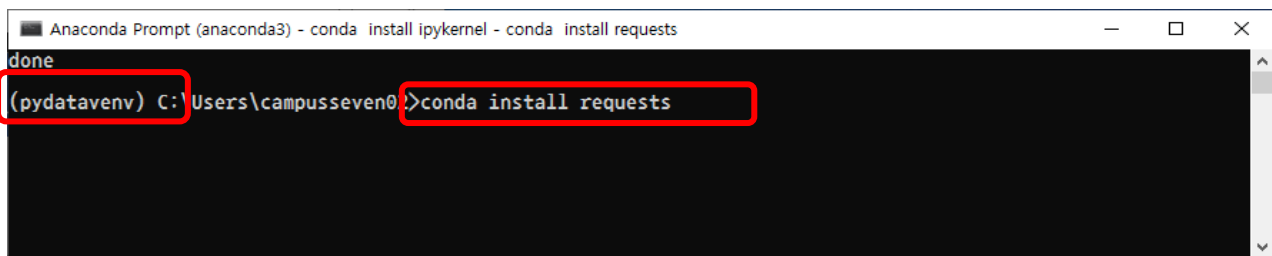 Anaconda Prompt (anaconda3) - conda  install ipykernel - conda  install requests
done
(pydatavenv) C:\Users\campusseven02>conda install requests